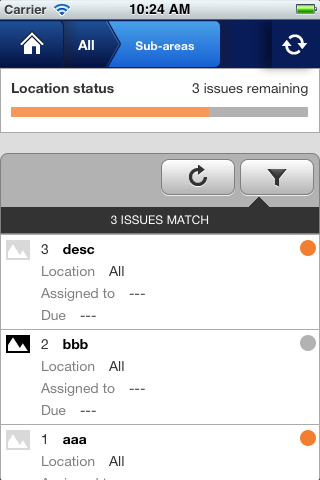 Carrier 10:24 AM
All Sub-areas
Location status 3 issues remaining
3 ISSUES MATCH
3 desc
Location All
Assigned to ---
Due ---
2 bbb
Location All
Assigned to ---
Due ---
1 aaa
Location All